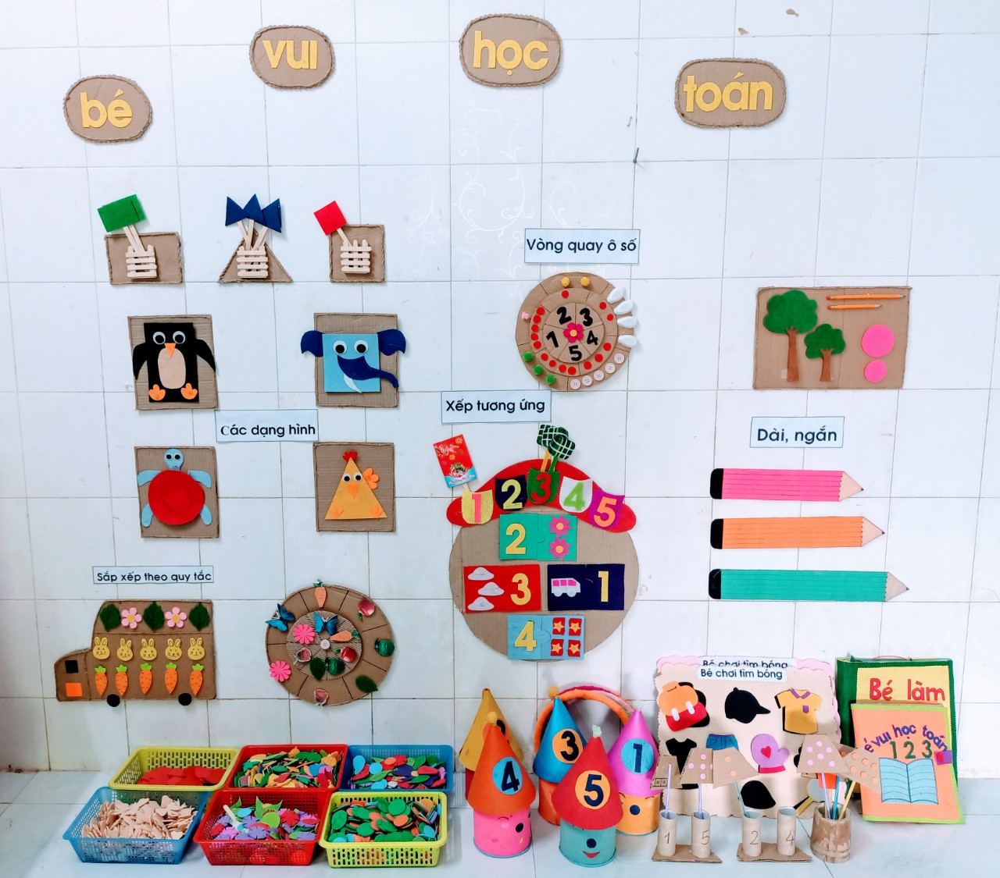 bé
vui
học
toán
Vòng quay ô số
2 3
1 4
5
Xếp tương ứng
Các dạng hình
Dài, ngắn
1 2 3 4 5
2
3
1
4
Sắp xếp theo quy tắc
Bé chơi tìm bóng
Bé chơi tìm bóng
Bé làm
vui học toán
1 2 3
3
1
4
5
1 5
2 4